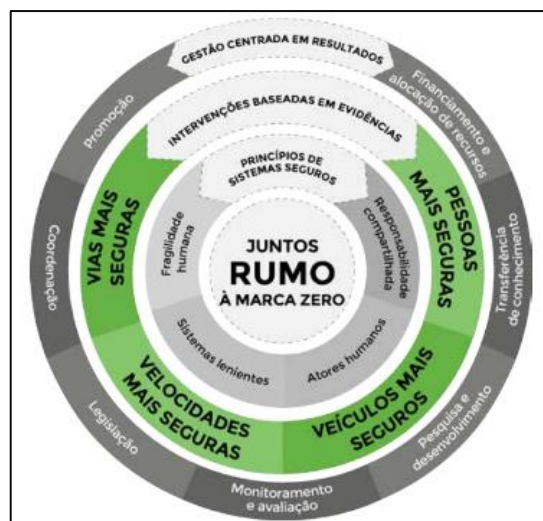 GESTÃO CENTRADA EM RESULTADOS
Financiamento e
alocação de recursos
Transferência
de conhecimento
Pesquisa e
desenvolvimento
Monitoramento
e avaliação
Legislação
Coordenação
Promoção
INTERVENÇÕES BASEADAS EM EVIDÊNCIAS
PESSOAS
MAIS SEGURAS
VEÍCULOS MAIS
SEGUROS
VELOCIDADES
MAIS SEGURAS
VIAS MAIS
SEGURAS
PRINCÍPIOS DE
SISTEMAS SEGUROS
Responsabilidade
compartilhada
Atores humanos
Sistemas lenientes
Fragilidade
humana
JUNTOS
RUMO
À MARCA ZERO